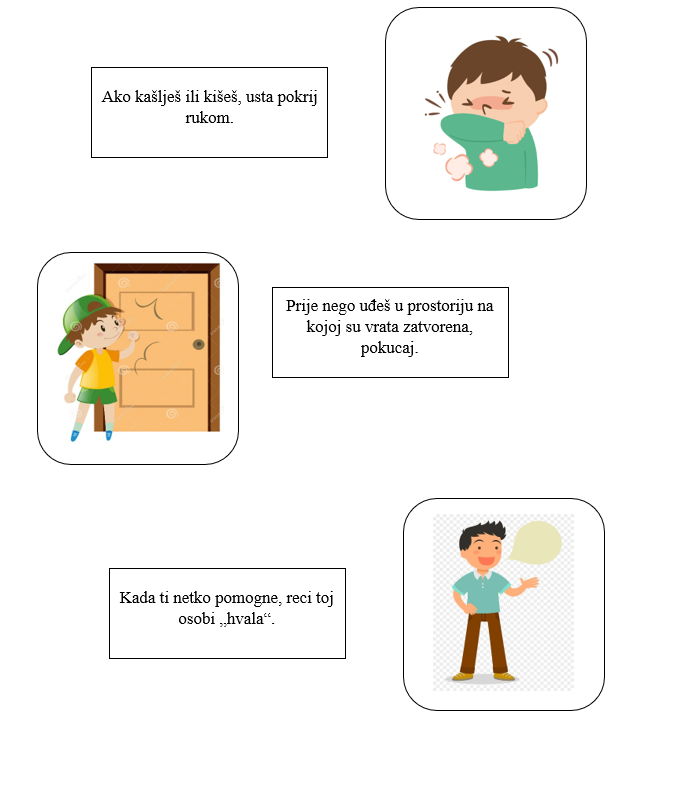 Ako kašlješ ili kišeš, usta pokrij
rukom.
Prije nego uđeš u prostoriju na
kojoj su vrata zatvorena,
pokucaj.
Kada ti netko pomogne, reci toj
osobi „hvala“.